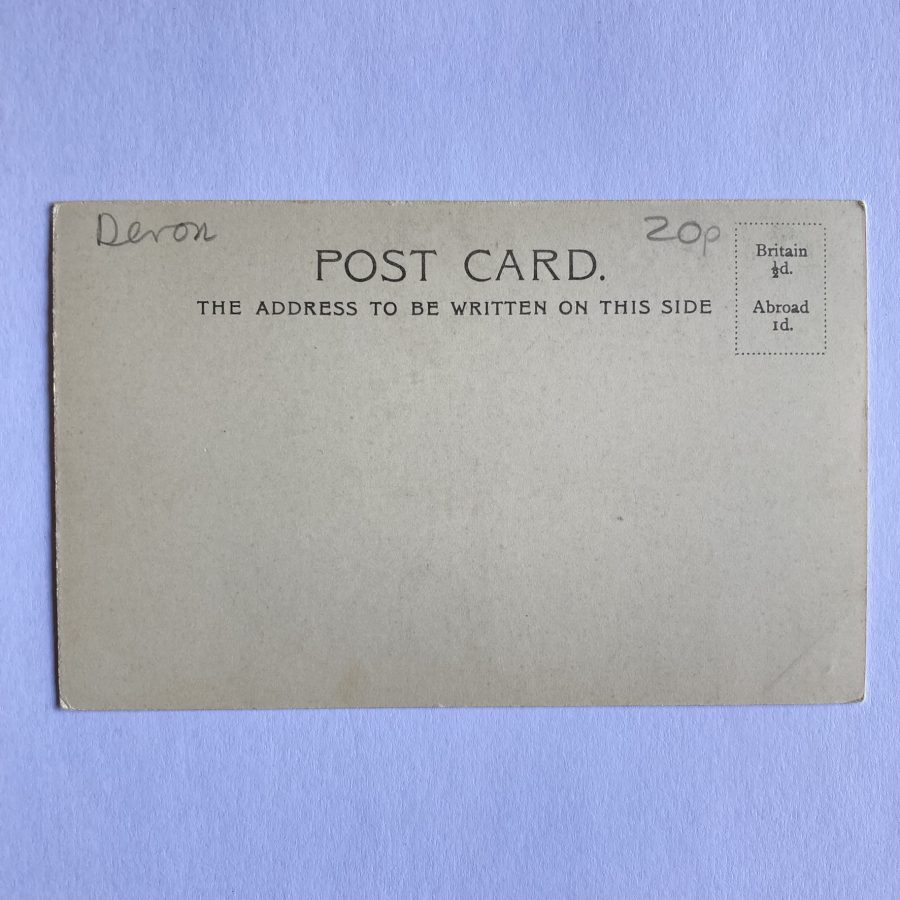 Devon
20p
POST CARD.
THE ADDRESS TO BE WRITTEN ON THIS SIDE
Britain
½d.
Abroad
1d.